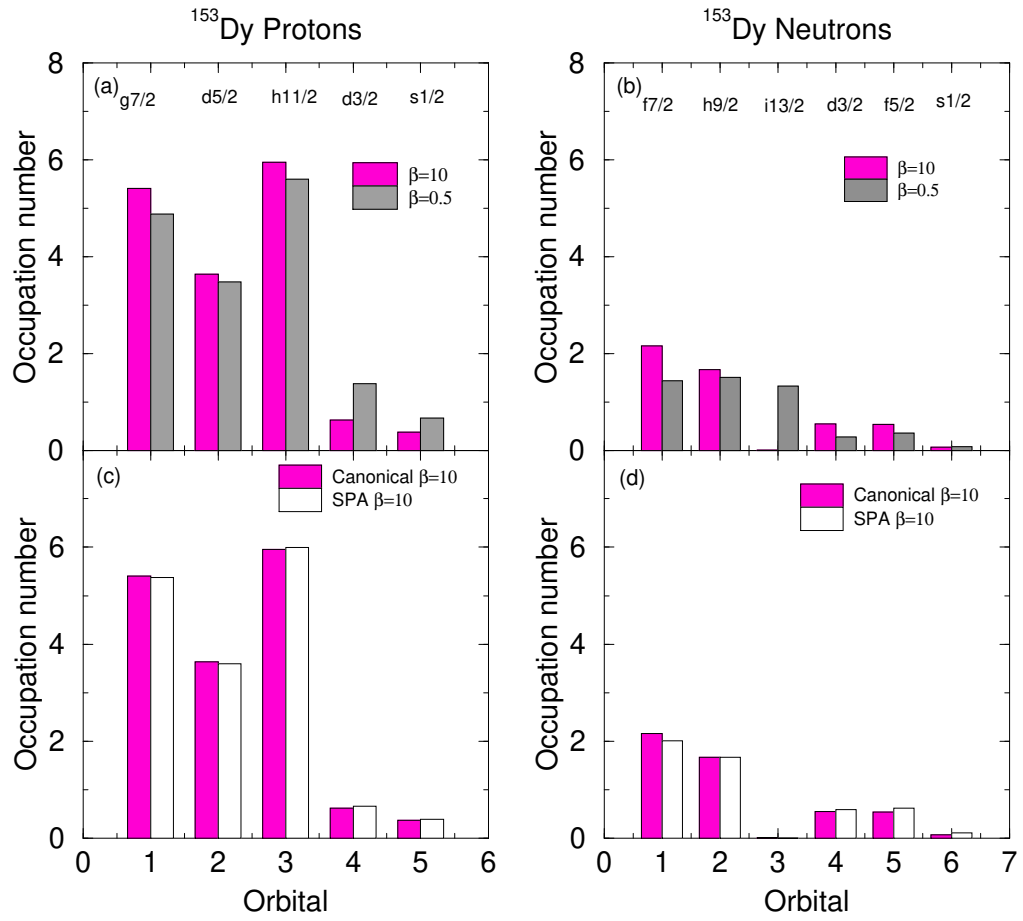 153Dy Protons
153Dy Neutrons
(a)
g7/2 d5/2 h11/2 d3/2 s1/2
β=10
β=0.5
Occupation number
8
6
4
2
0
(b)
f7/2 h9/2 i13/2 d3/2 f5/2 s1/2
β=10
β=0.5
Occupation number
8
6
4
2
0
(c)
Canonical β=10
SPA β=10
Occupation number
6
4
2
0
0 1 2 3 4 5 6
Orbital
(d)
Canonical β=10
SPA β=10
Occupation number
6
4
2
0
0 1 2 3 4 5 6 7
Orbital